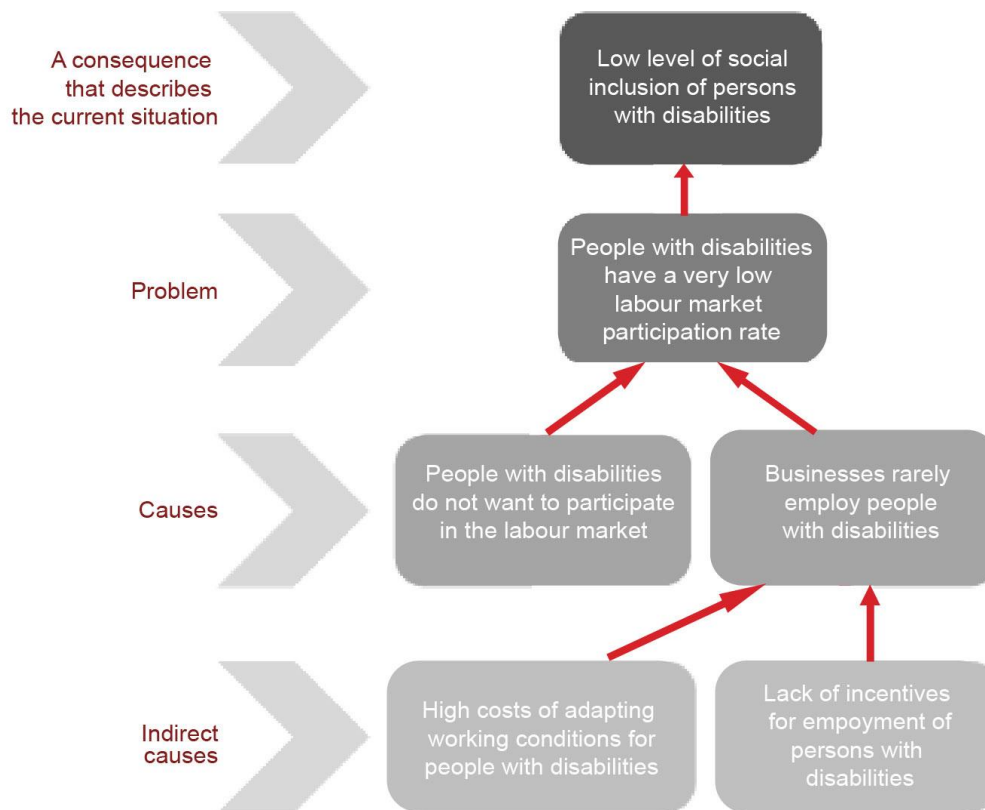 A consequence
that describes
the current situation
Low level of social
inclusion of persons
with disabilities
Problem
People with disabilities
have a very low
labour market
participation rate
Causes
People with disabilities
do not want to participate
in the labour market
Businesses rarely
employ people
with disabilities
Indirect
causes
High costs of adapting
working conditions for
people with disabilities
Lack of incentives
for empoyment of
persons with
disabilities